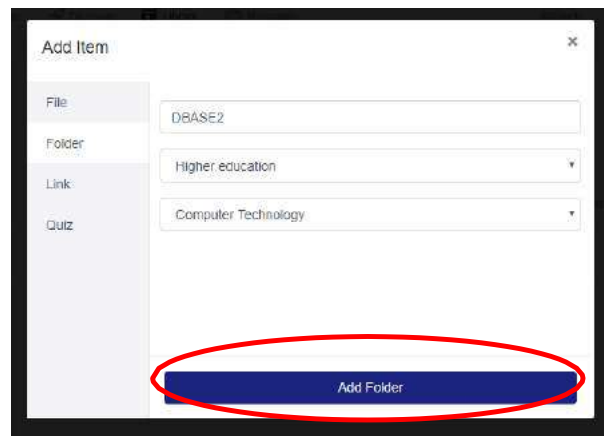 Add Item
×
File
Folder
Link
Quiz
DBASE2
Higher education
Computer Technology
Add Folder